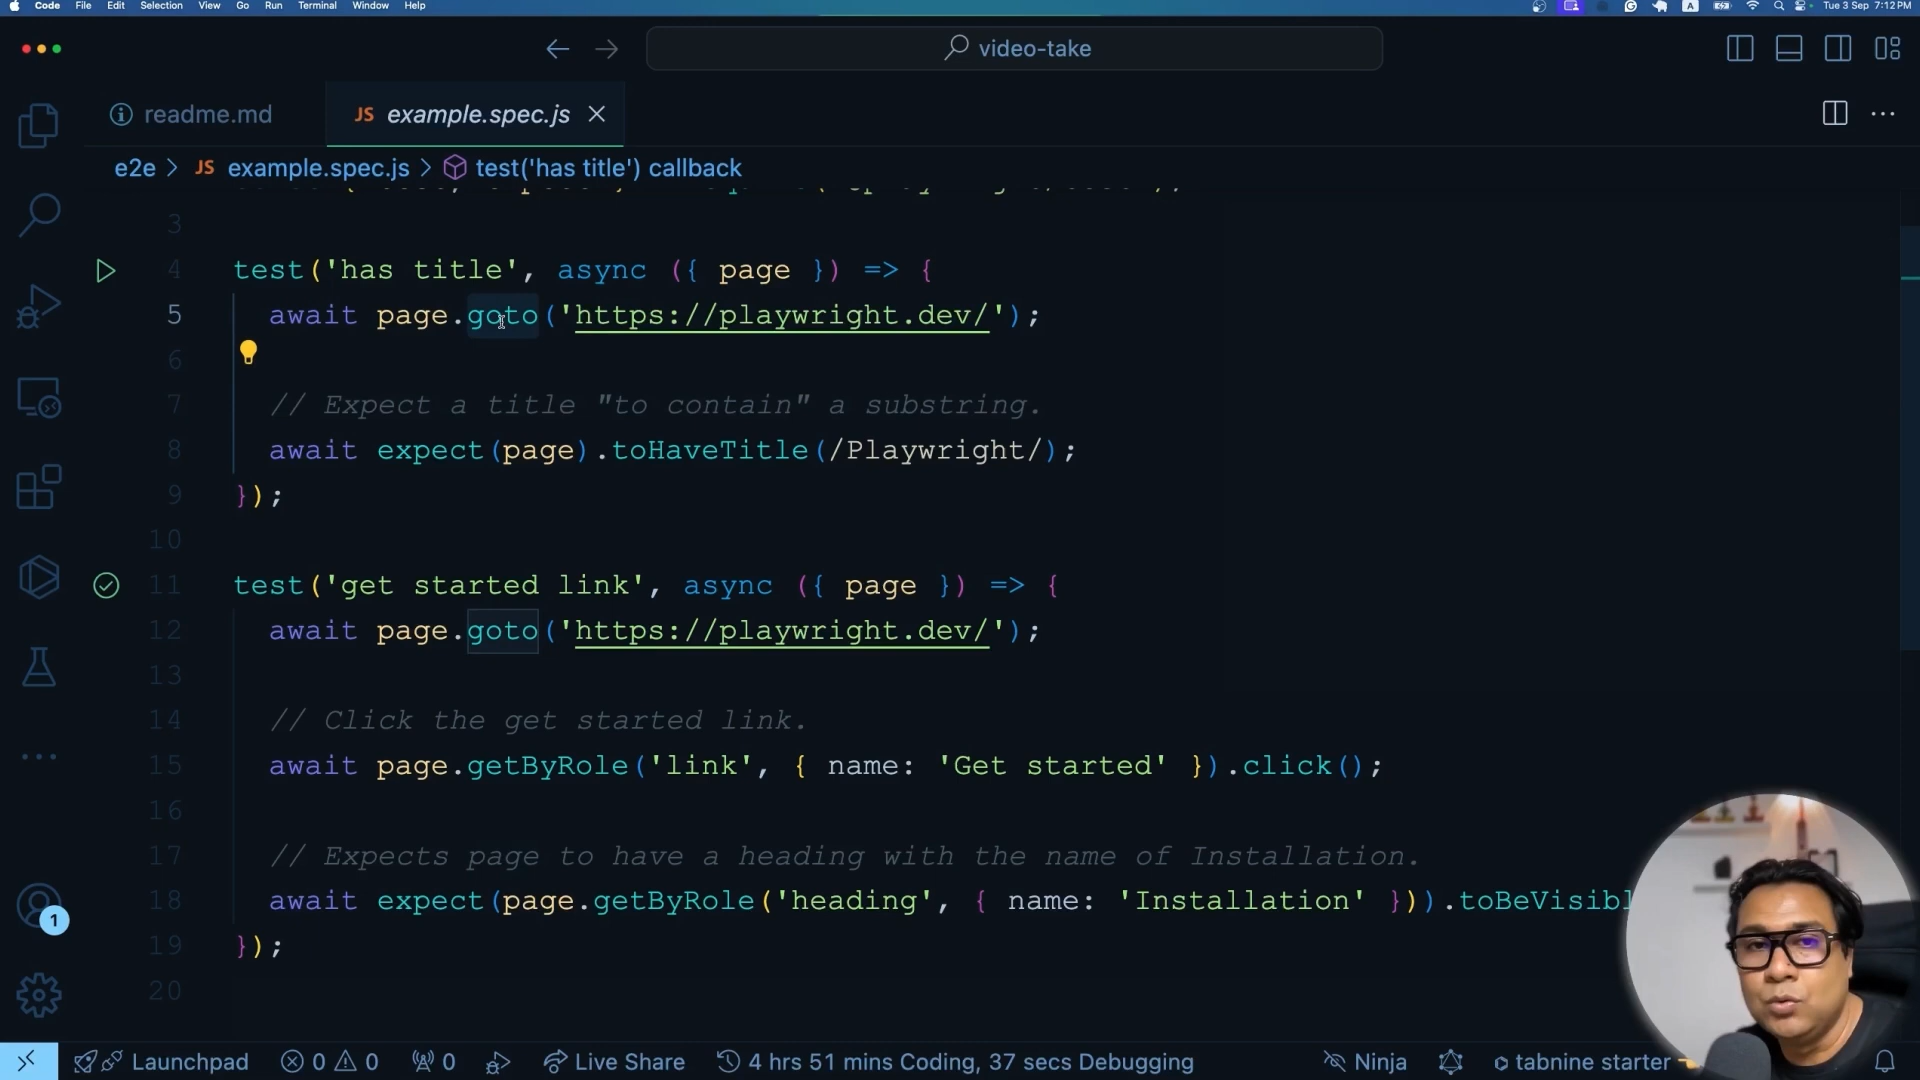 Code File Edit Selection View Go Run Terminal Window Help
A
Tue 3 Sep 7:12 PM
video-take
readme.md
JS example.spec.js
e2e > JS example.spec.js > test('has title') callback
3
4 test('has title', async ({ page }) => {
5 await page.goto('https://playwright.dev/');
6
7 // Expect a title "to contain" a substring.
8 await expect(page).toHaveTitle(/Playwright/);
9 });
10
11 test('get started link', async ({ page }) => {
12 await page.goto('https://playwright.dev/');
13
14 // Click the get started link.
15 await page.getByRole('link', { name: 'Get started' }).click();
16
17 // Expects page to have a heading with the name of Installation.
18 await expect(page.getByRole('heading', { name: 'Installation' })).toBeVisibl
19 });
20
1
Launchpad 0 0 0 Live Share 4 hrs 51 mins Coding, 37 secs Debugging Ninja tabnine starter